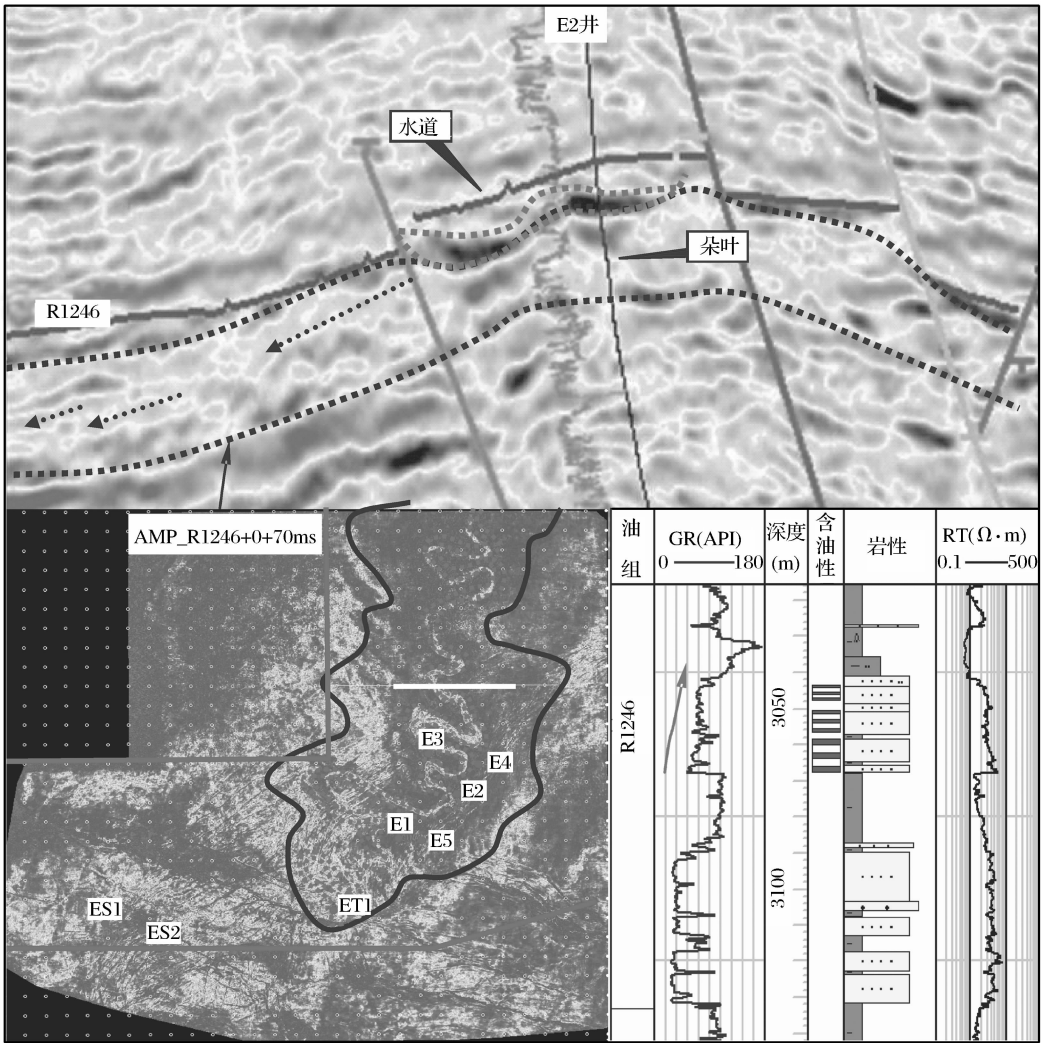 E2井
水道
朵叶
R1246
AMP_R1246+0+70ms
E3
E4
E2
E1
E5
ET1
ES1
ES2
油组
GR(API)
0 180
深度
(m)
含油性
岩性
RT(Ω·m)
0.1 500
R1246
3050
3100